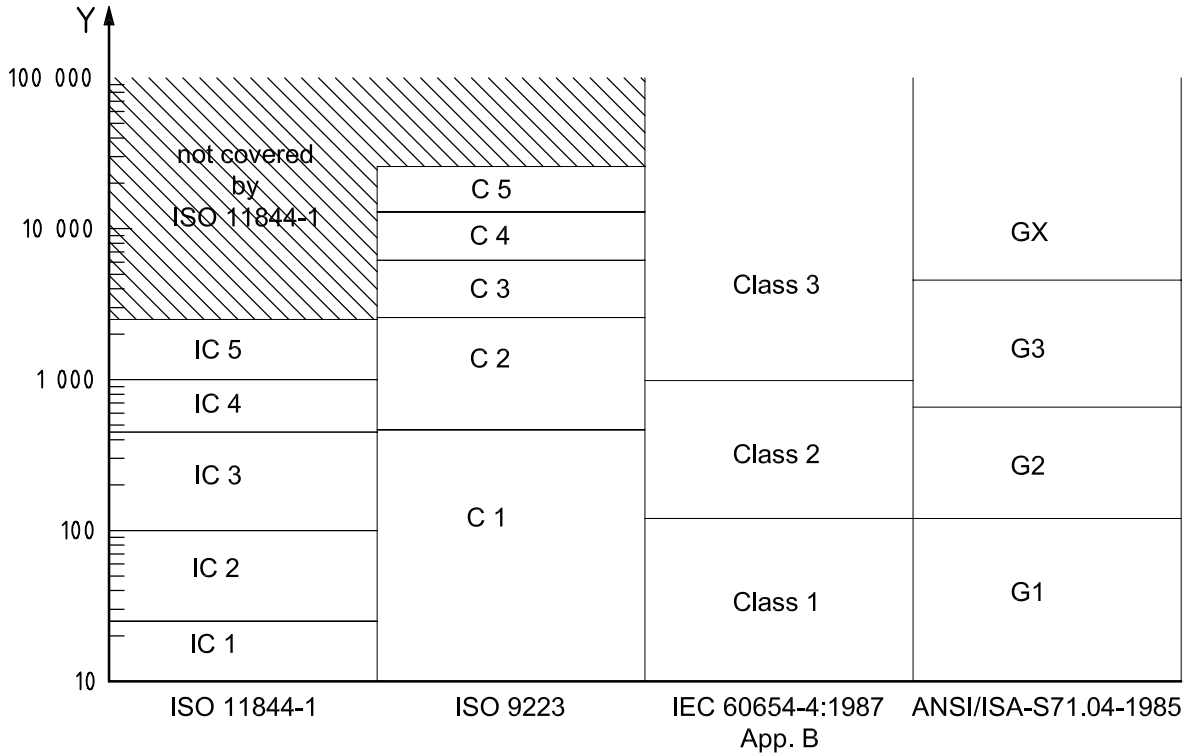 Y
100 000
not covered
by
ISO 11844-1
C 5
10 000
C 4
GX
C 3
Class 3
IC 5
C 2
G3
1 000
IC 4
IC 3
Class 2
G2
C 1
100
IC 2
Class 1
G1
IC 1
10
ISO 11844-1
ISO 9223
IEC 60654-4:1987
App. B
ANSI/ISA-S71.04-1985